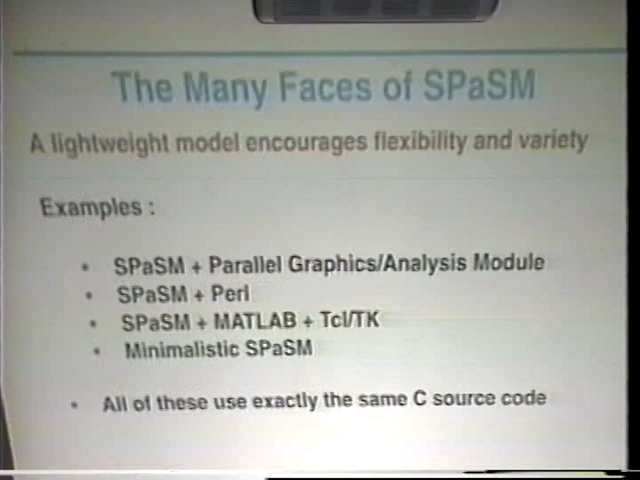 The Many Faces of SPaSM
A lightweight model encourages flexibility and variety
Examples :
• SPaSM + Parallel Graphics/Analysis Module
• SPaSM + Perl
• SPaSM + MATLAB + Tcl/TK
• Minimalistic SPaSM
• All of these use exactly the same C source code